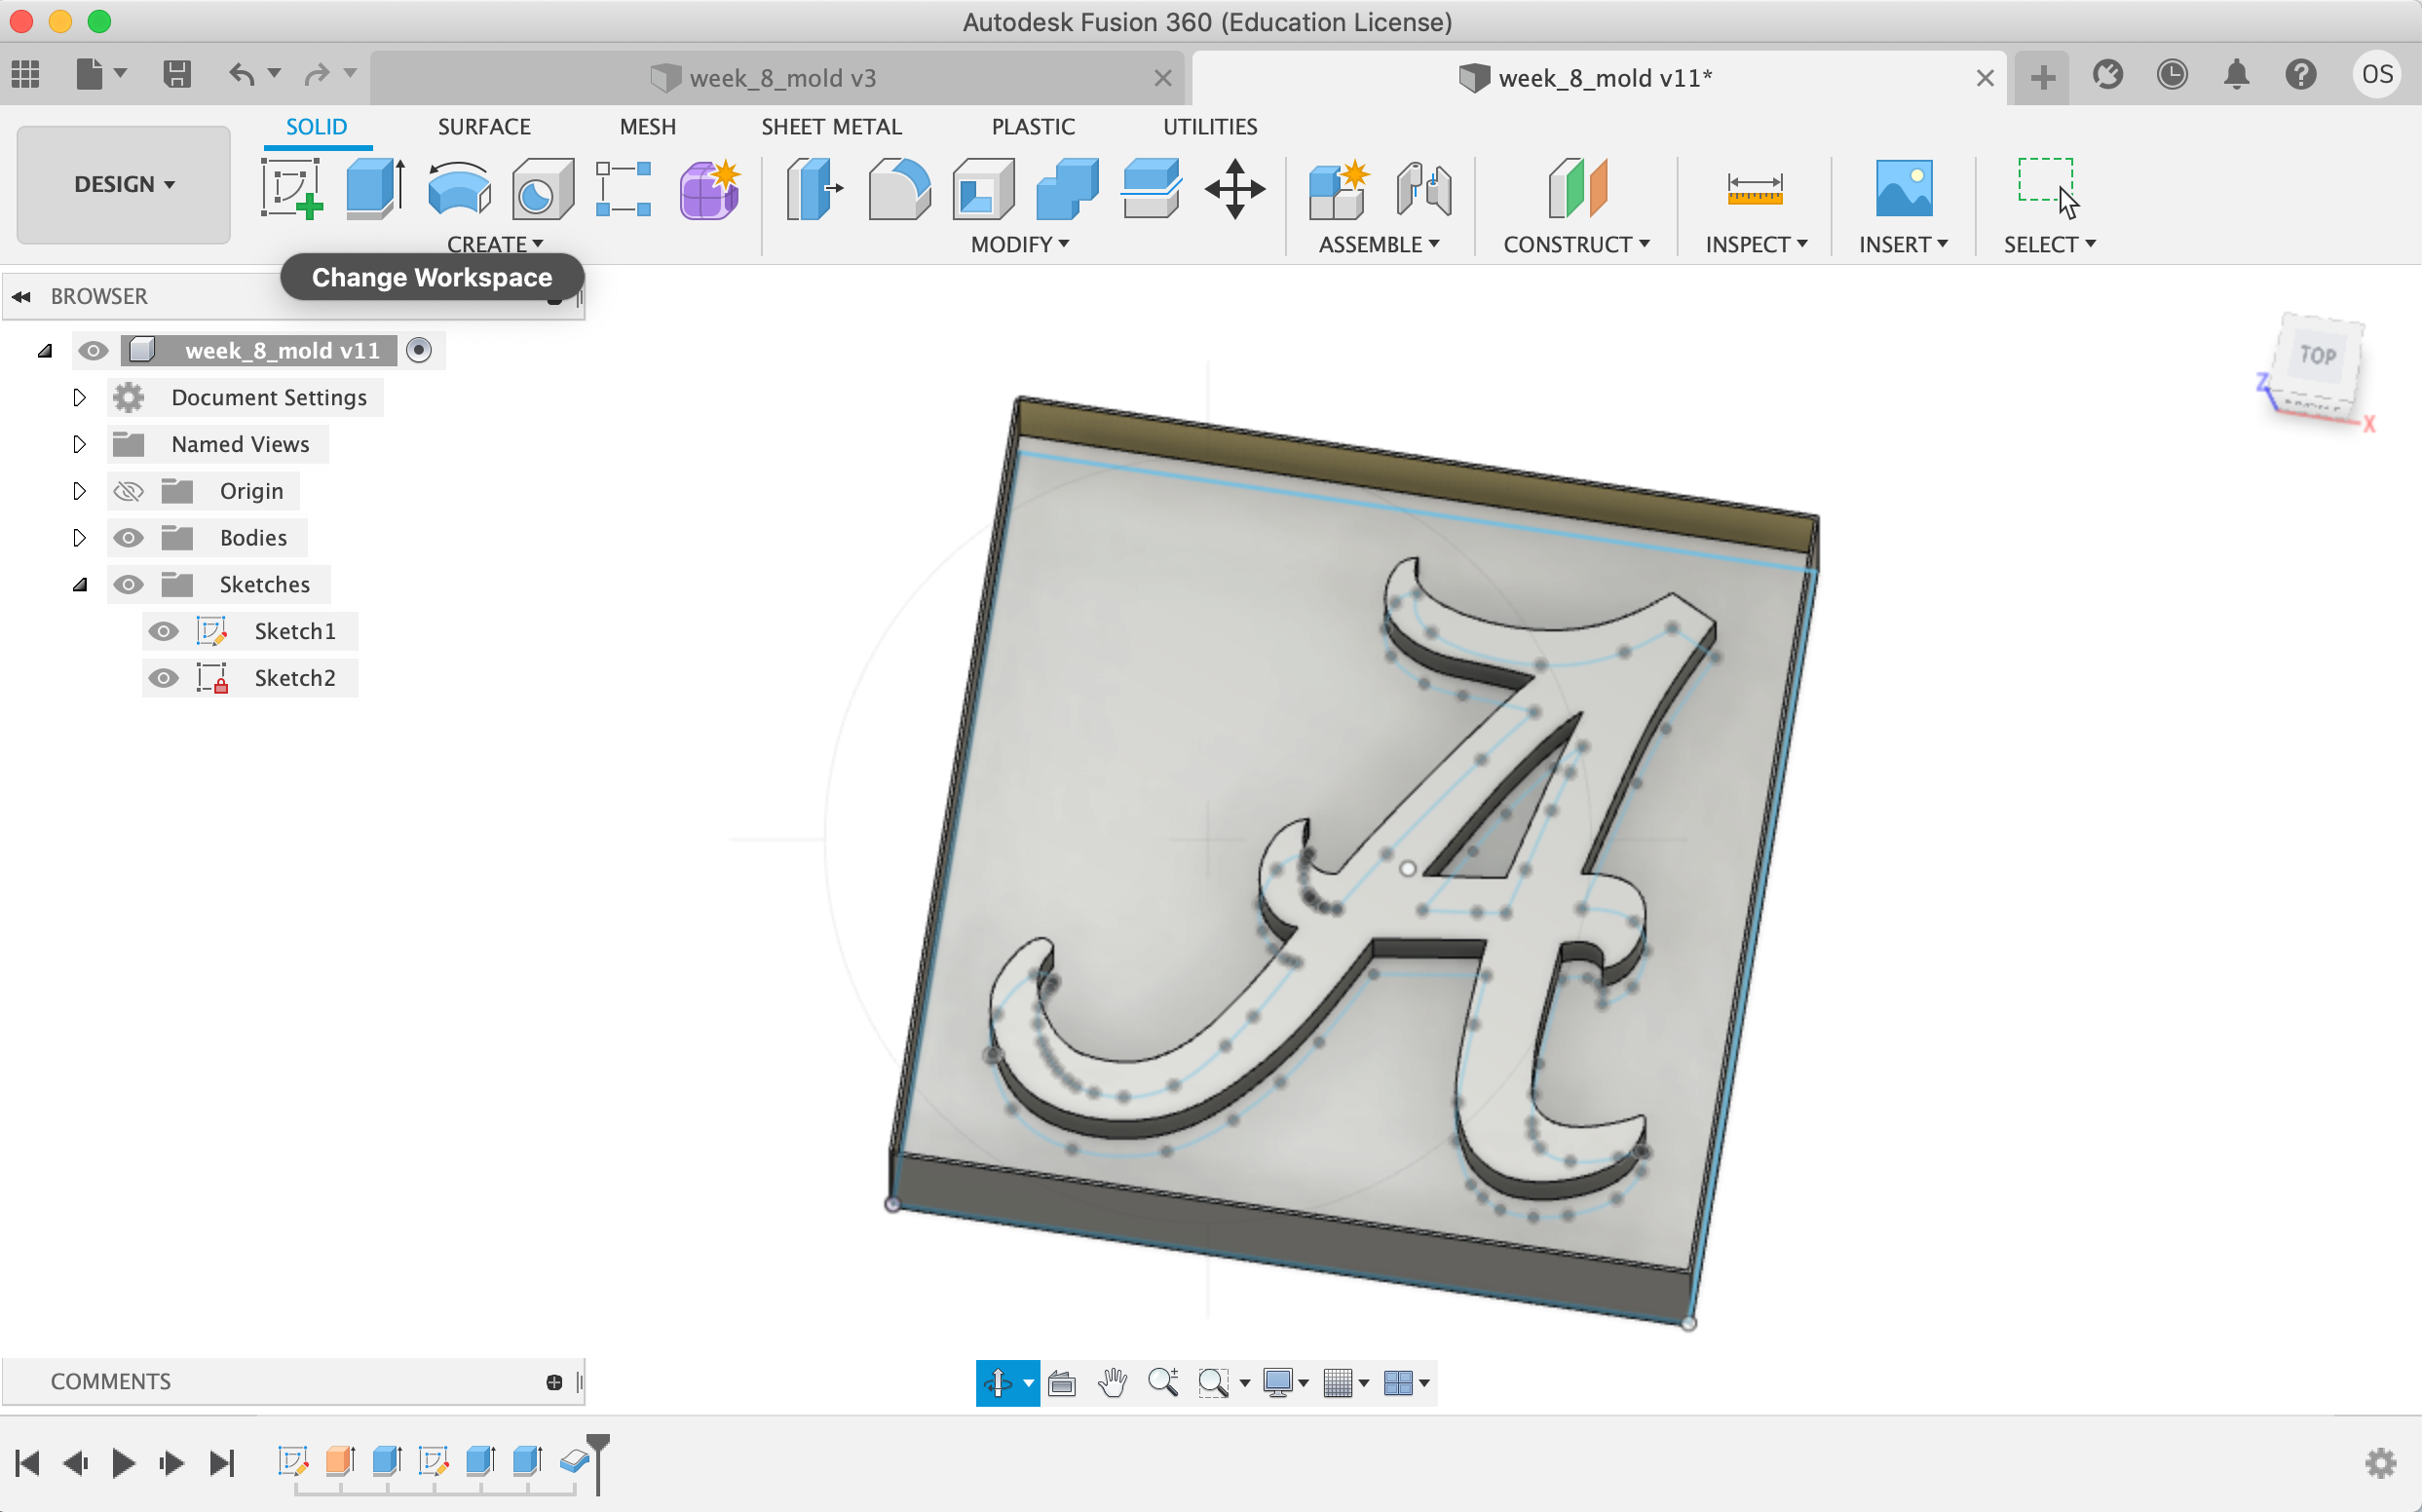 Autodesk Fusion 360 (Education License)
week_8_mold v3
week_8_mold v11*
OS
SOLID
SURFACE
MESH
SHEET METAL
PLASTIC
UTILITIES
DESIGN
CREATE
MODIFY
ASSEMBLE
CONSTRUCT
INSPECT
INSERT
SELECT
Change Workspace
BROWSER
week_8_mold v11
Document Settings
Named Views
Origin
Bodies
Sketches
Sketch1
Sketch2
TOP
Z
X
A
COMMENTS